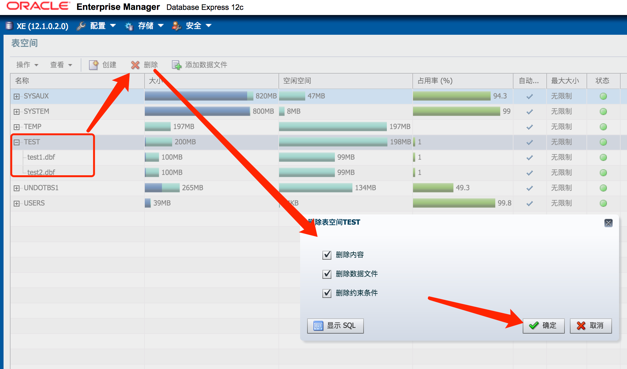 ORACLE Enterprise Manager Database Express 12c
XE (12.1.0.2.0) 配置 存储 安全
表空间
操作 查看 创建 删除 添加数据文件
名称 大小 空闲空间 占用率 (%) 自动... 最大大小 状态
SYSAUX 820MB 47MB 94.3 无限制
SYSTEM 800MB 8MB 99 无限制
TEMP 197MB 197MB 无限制
TEST 200MB 198MB 1 无限制
test1.dbf 100MB 99MB 1 无限制
test2.dbf 100MB 99MB 1 无限制
UNDOTBS1 265MB 134MB 49.3 无限制
USERS 39MB KB 99.8 无限制
删除表空间TEST
删除内容
删除数据文件
删除约束条件
显示 SQL 确定 取消